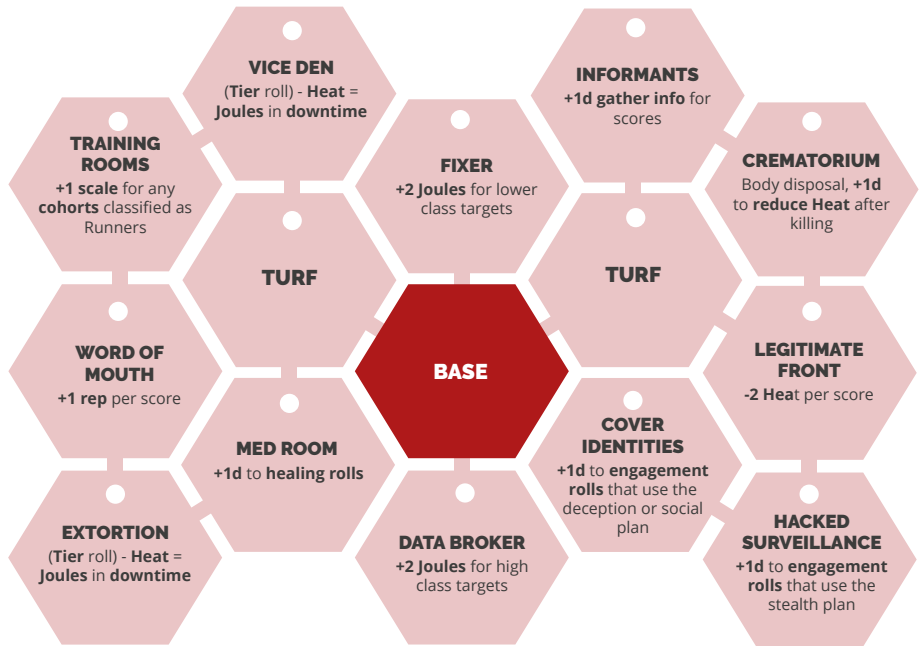 VICE DEN
(Tier roll) - Heat =
Joules in downtime
INFORMANTS
+1d gather info for
scores
TRAINING
ROOMS
+1 scale for any
cohorts classified as
Runners
FIXER
+2 Joules for lower
class targets
CREMATORIUM
Body disposal, +1d
to reduce Heat after
killing
TURF
TURF
WORD OF
MOUTH
+1 rep per score
BASE
LEGITIMATE
FRONT
-2 Heat per score
MED ROOM
+1d to healing rolls
COVER
IDENTITIES
+1d to engagement
rolls that use the
deception or social
plan
EXTORTION
(Tier roll) - Heat =
Joules in downtime
DATA BROKER
+2 Joules for high
class targets
HACKED
SURVEILLANCE
+1d to engagement
rolls that use the
stealth plan